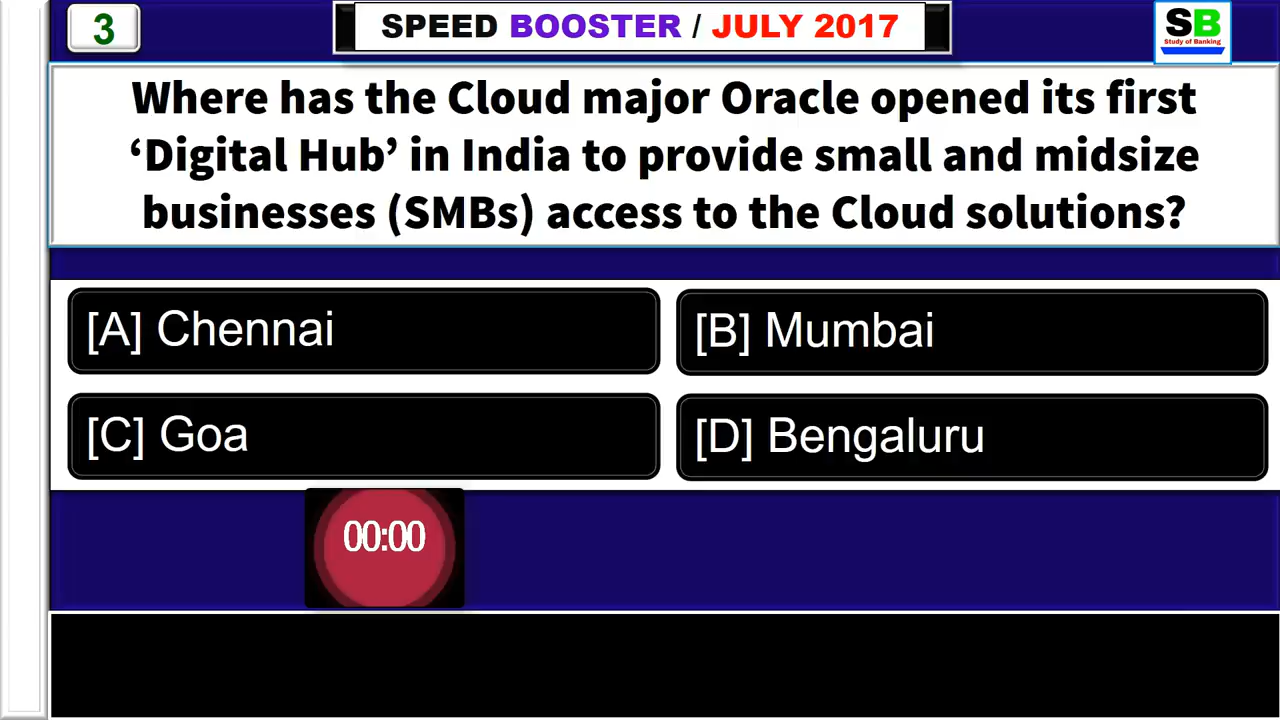 3
SPEED BOOSTER / JULY 2017
SB
Study of Banking
Where has the Cloud major Oracle opened its first
‘Digital Hub’ in India to provide small and midsize
businesses (SMBs) access to the Cloud solutions?
[A] Chennai
[B] Mumbai
[C] Goa
[D] Bengaluru
00:00